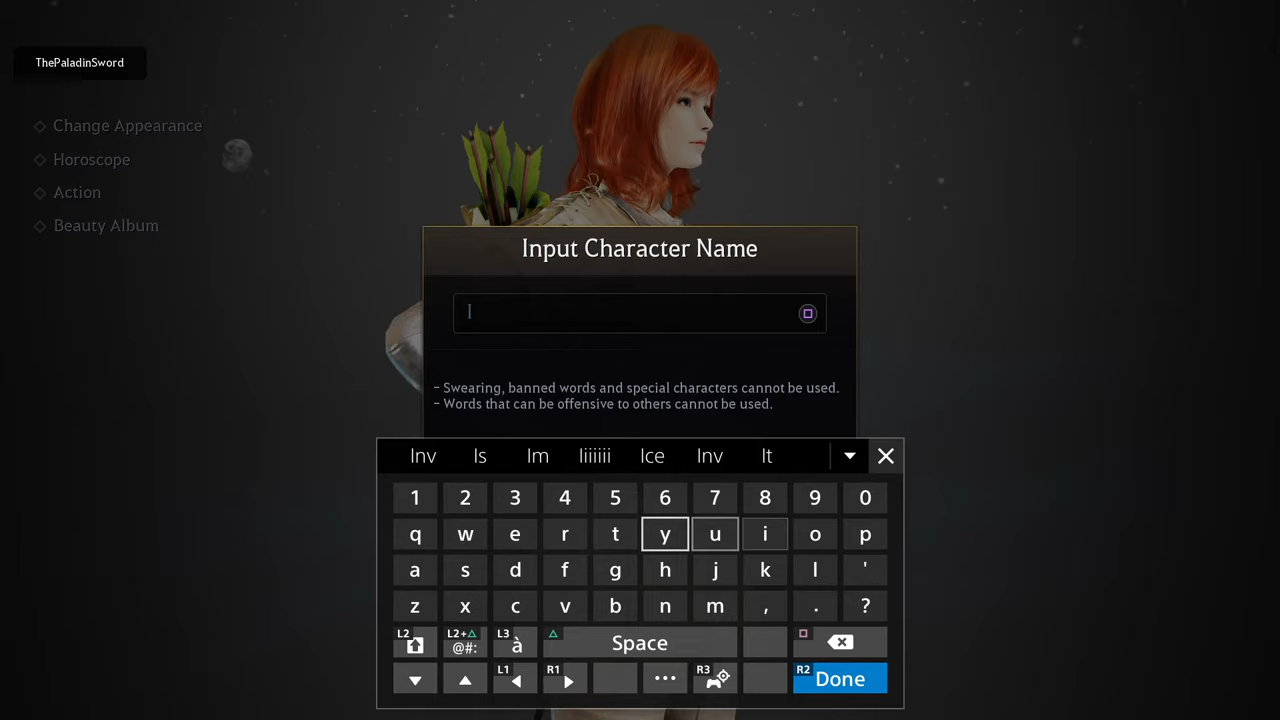 ThePaladinSword
Change Appearance
Horoscope
Action
Beauty Album
Input Character Name
I
- Swearing, banned words and special characters cannot be used.
- Words that can be offensive to others cannot be used.
Inv Is Im Iiiiiii Ice Inv It
1 2 3 4 5 6 7 8 9 0
q w e r t y u i o p
a s d f g h j k l '
z x c v b n m , . ?
L2 L2+△ @#: L3 à △ Space
L1 R1 ... R3 R2 Done